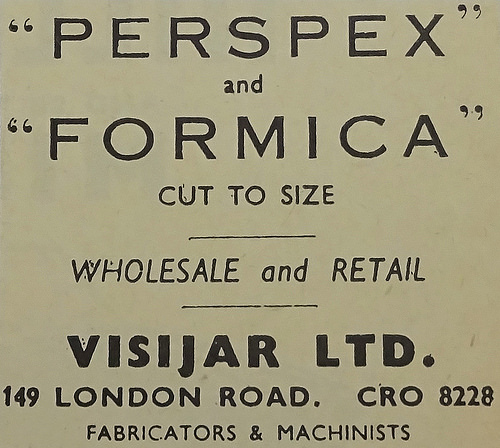 “PERSPEX”
and
“FORMICA”
CUT TO SIZE
WHOLESALE and RETAIL
VISIJAR LTD.
149 LONDON ROAD. CRO 8228
FABRICATORS & MACHINISTS